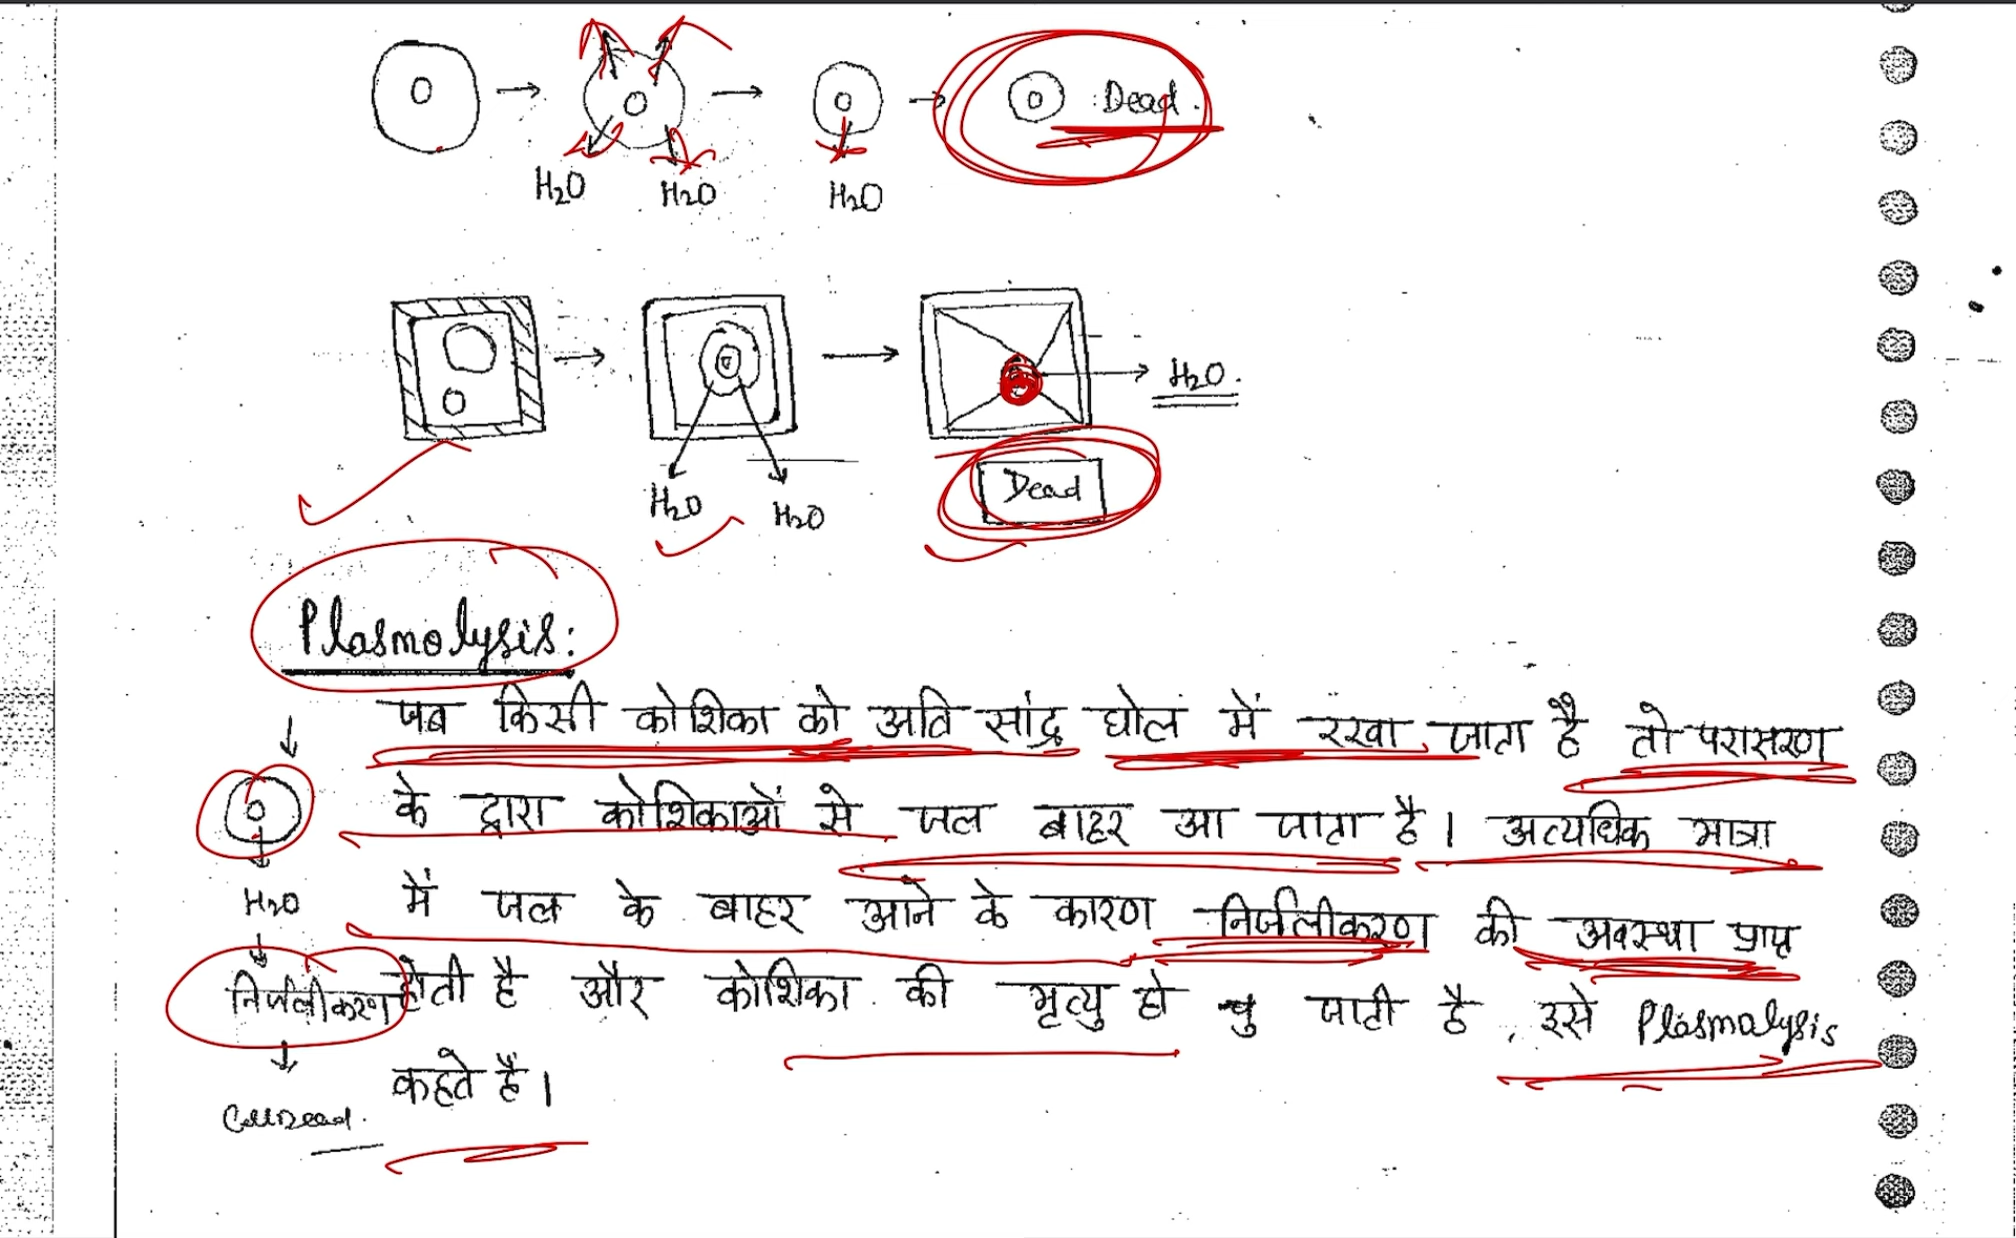 Dead.
H₂O H₂O H₂O
H₂O.
Dead
H₂O H₂O
Plasmolysis:
जब किसी कोशिका को अति सांद्र घोल में रखा जाता है तो परासरण
के द्वारा कोशिकाओं से जल बाहर आ जाता है। अत्यधिक मात्रा
H₂O
में जल के बाहर आने के कारण निर्जलीकरण की अवस्था प्राप्त
निर्जलीकरण
होती है और कोशिका की मृत्यु हो जाती है, इसे Plasmalysis
कहते है।
Cell Dead.